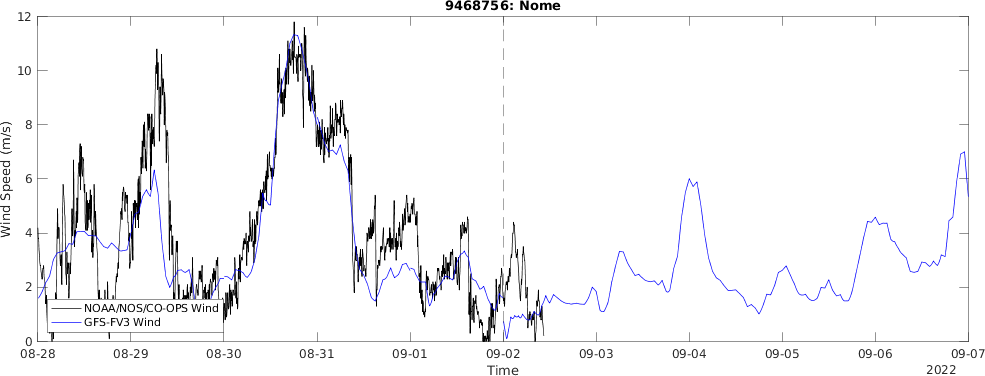 9468756: Nome
12
10
8
6
4
2
0
Wind Speed (m/s)
NOAA/NOS/CO-OPS Wind
GFS-FV3 Wind
08-28 08-29 08-30 08-31 09-01 09-02 09-03 09-04 09-05 09-06 09-07
Time
2022